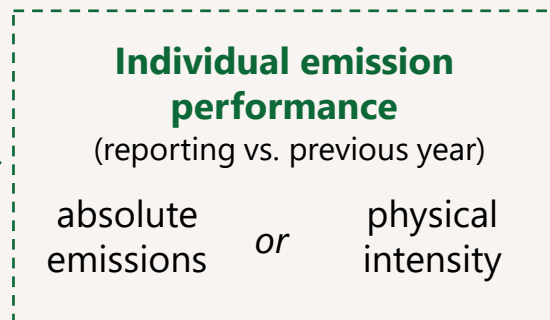 Individual emission
performance
(reporting vs. previous year)
absolute
emissions
or
physical
intensity